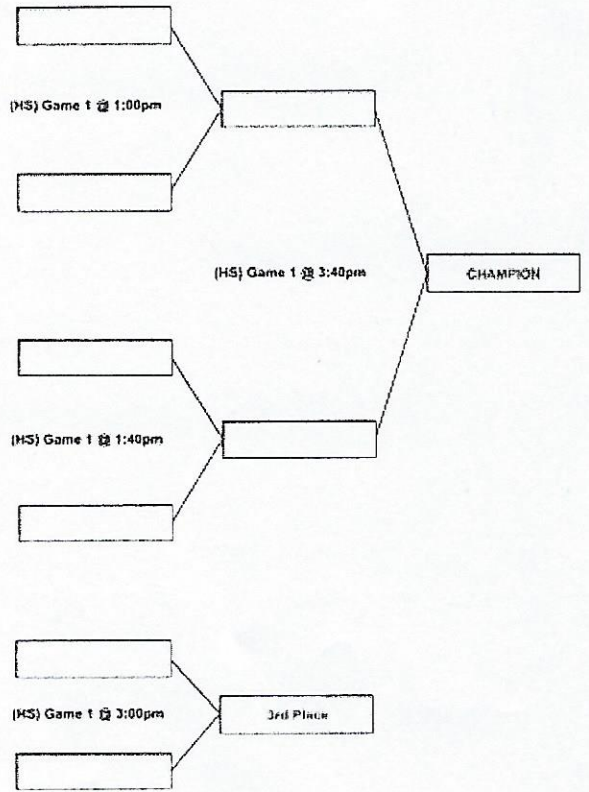 (HS) Game 1 @ 1:00pm
(HS) Game 1 @ 3:40pm
CHAMPION
(HS) Game 1 @ 1:40pm
(HS) Game 1 @ 3:00pm
3rd Place